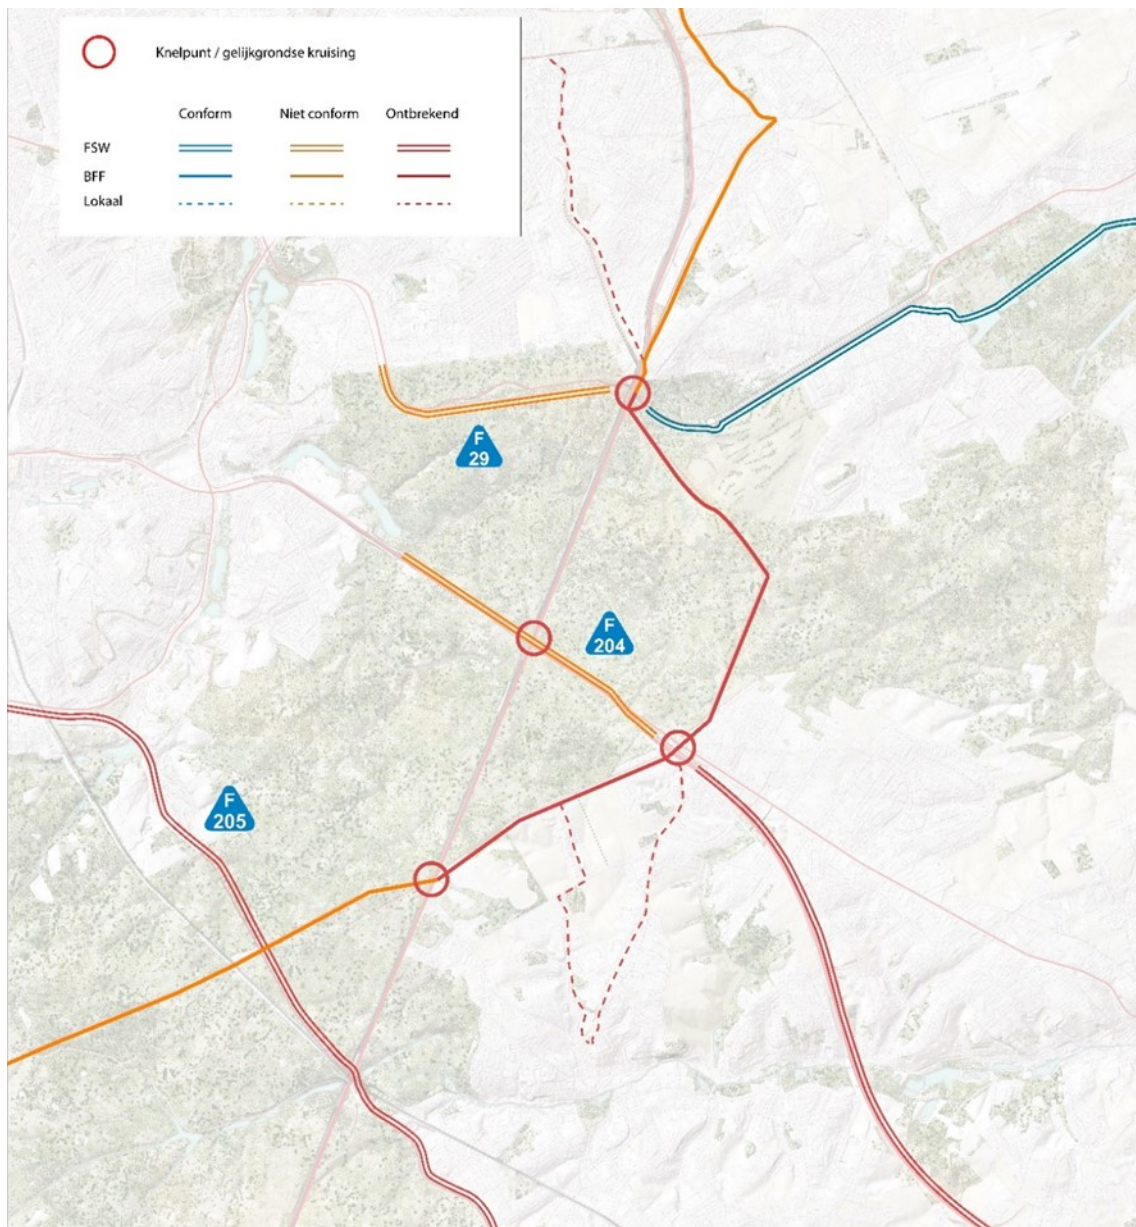 Knelpunt / gelijkgrondse kruising
Conform Niet conform Ontbrekend
FSW
BFF
Lokaal
F
29
F
204
F
205